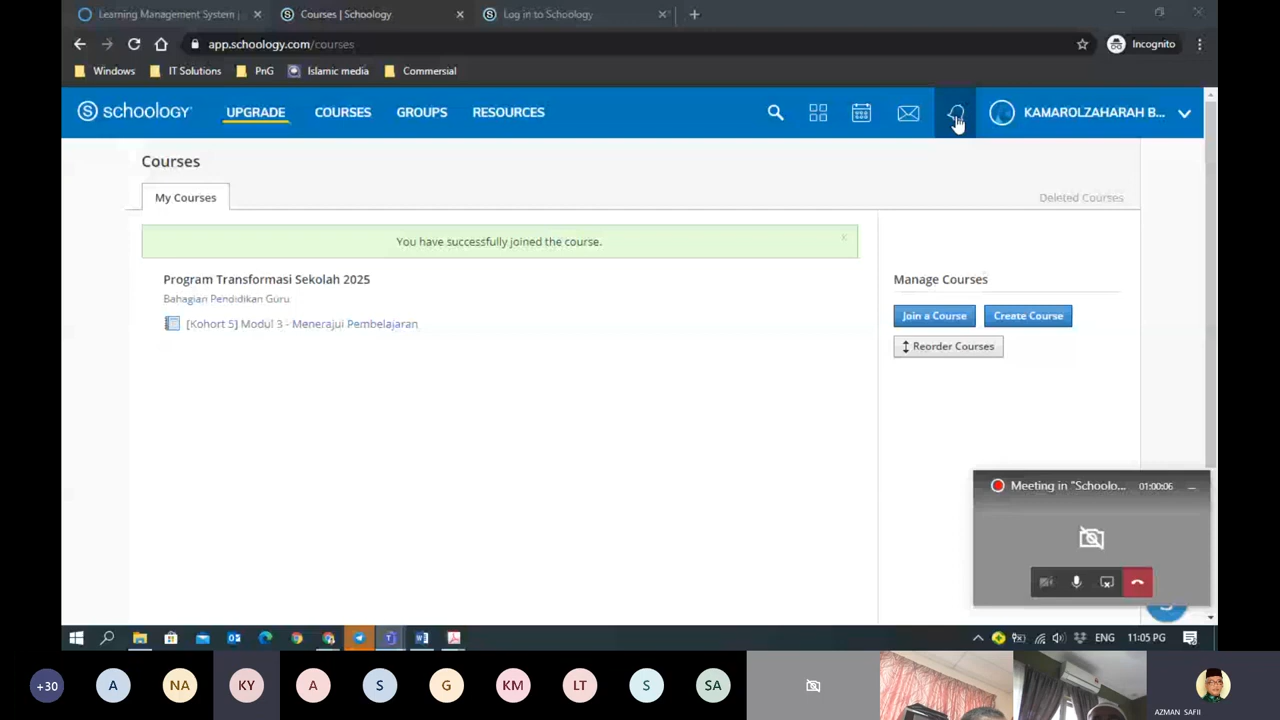 Learning Management System |
Courses | Schoology
Log in to Schoology
app.schoology.com/courses
Incognito
Windows
IT Solutions
PnG
Islamic media
Commersial
schoology
UPGRADE
COURSES
GROUPS
RESOURCES
KAMAROLZAHARAH B...
Courses
My Courses
Deleted Courses
You have successfully joined the course.
x
Program Transformasi Sekolah 2025
Bahagian Pendidikan Guru
[Kohort 5] Modul 3 - Menerajui Pembelajaran
Manage Courses
Join a Course
Create Course
Reorder Courses
Meeting in "Schoolo...
01:00:06
ENG
11:05 PG
+30
A
NA
KY
A
S
G
KM
LT
S
SA
AZMAN SAFII